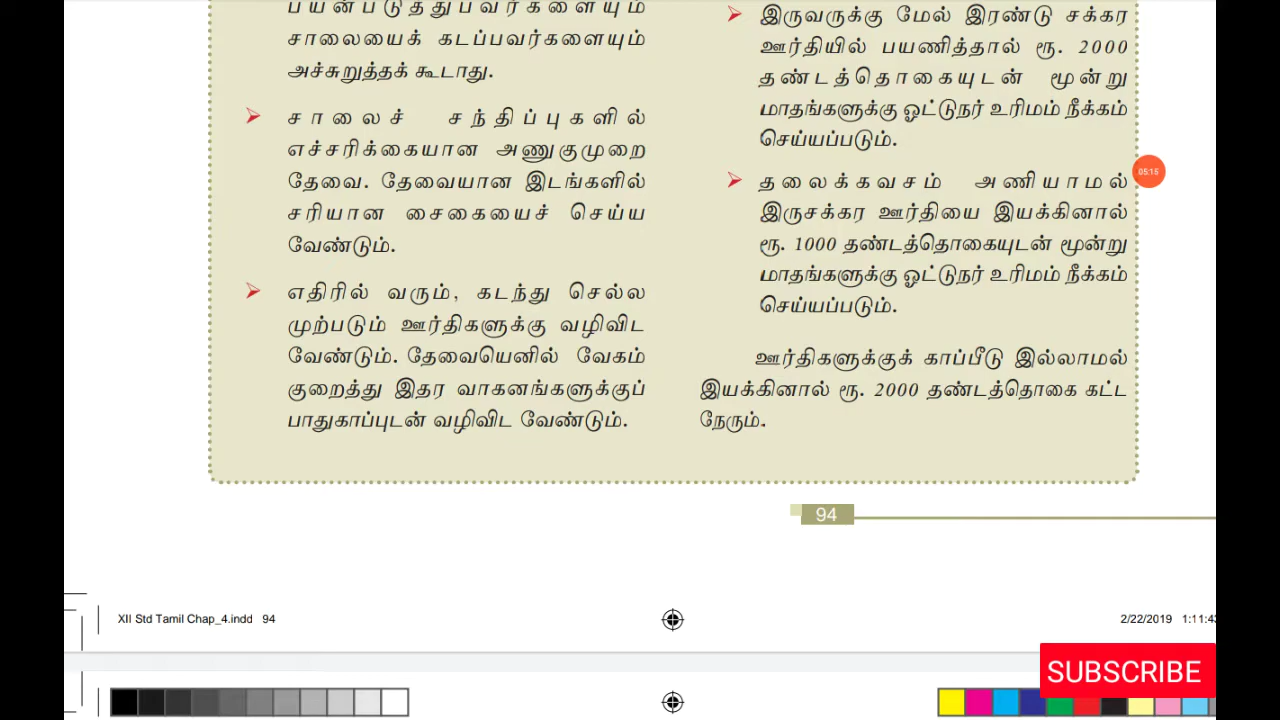 பயன்படுத்துபவர்களையும்
சாலையைக் கடப்பவர்களையும்
அச்சுறுத்தக் கூடாது.
சாலைச் சந்திப்புகளில்
எச்சரிக்கையான அணுகுமுறை
தேவை. தேவையான இடங்களில்
சரியான சைகையைச் செய்ய
வேண்டும்.
எதிரில் வரும், கடந்து செல்ல
முற்படும் ஊர்திகளுக்கு வழிவிட
வேண்டும். தேவையெனில் வேகம்
குறைத்து இதர வாகனங்களுக்குப்
பாதுகாப்புடன் வழிவிட வேண்டும்.
இருவருக்கு மேல் இரண்டு சக்கர
ஊர்தியில் பயணித்தால் ரூ. 2000
தண்டத்தொகையுடன் மூன்று
மாதங்களுக்கு ஓட்டுநர் உரிமம் நீக்கம்
செய்யப்படும்.
தலைக்கவசம் அணியாமல்
இருசக்கர ஊர்தியை இயக்கினால்
ரூ. 1000 தண்டத்தொகையுடன் மூன்று
மாதங்களுக்கு ஓட்டுநர் உரிமம் நீக்கம்
செய்யப்படும்.
ஊர்திகளுக்குக் காப்பீடு இல்லாமல்
இயக்கினால் ரூ. 2000 தண்டத்தொகை கட்ட
நேரும்.
05:15
94
XII Std Tamil Chap_4.indd 94
2/22/2019 1:11:43
SUBSCRIBE